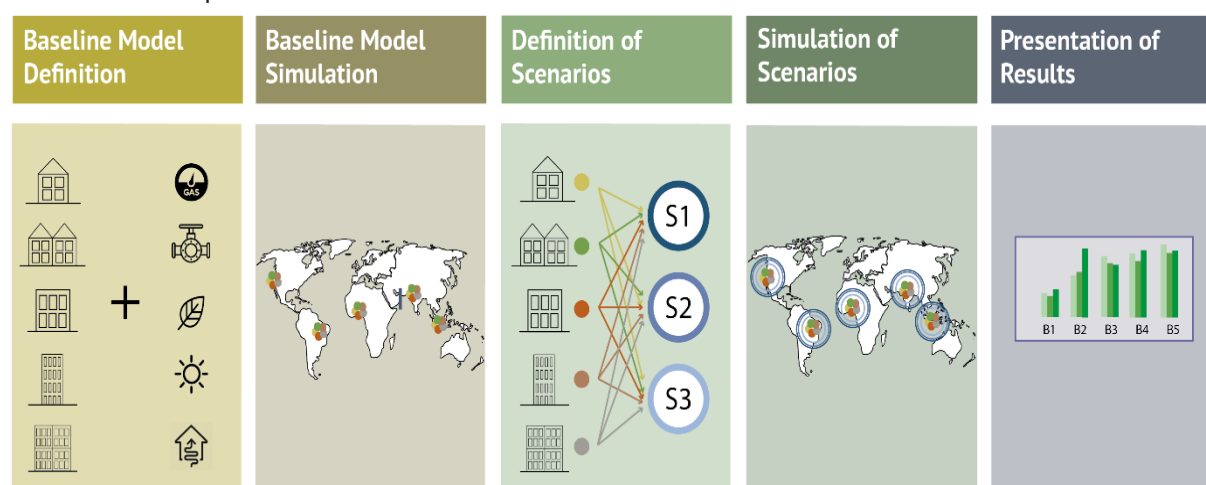 Baseline Model
Definition
Baseline Model
Simulation
Definition of
Scenarios
Simulation of
Scenarios
Presentation of
Results
GAS
S1
S2
S3
B1 B2 B3 B4 B5